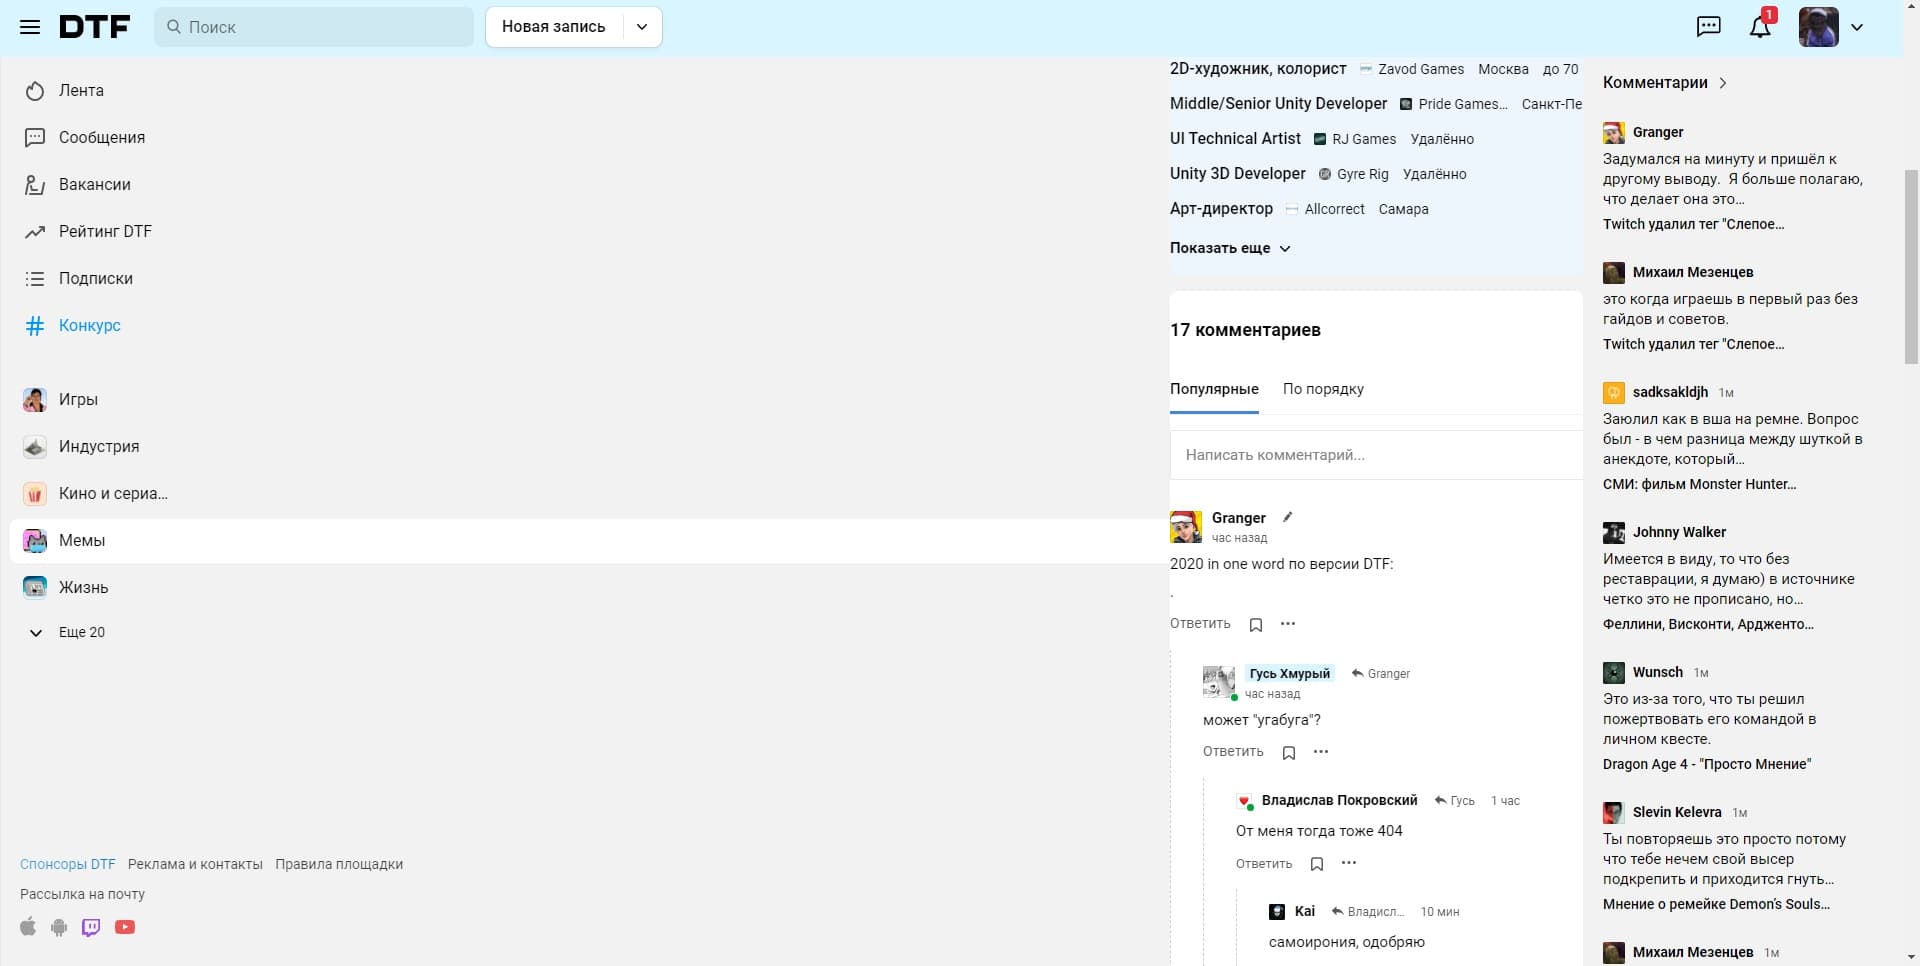 DTF
Поиск
Новая запись
1
Лента
Сообщения
Вакансии
Рейтинг DTF
Подписки
Конкурс
Игры
Индустрия
Кино и сериа...
Мемы
Жизнь
Еще 20
Спонсоры DTF Реклама и контакты Правила площадки
Рассылка на почту
2D-художник, колорист Zavod Games Москва до 70
Middle/Senior Unity Developer Pride Games... Санкт-Пе
UI Technical Artist RJ Games Удалённо
Unity 3D Developer Gyre Rig Удалённо
Арт-директор Allcorrect Самара
Показать еще
17 комментариев
Популярные По порядку
Написать комментарий...
Granger
час назад
2020 in one word по версии DTF:
.
Ответить
Гусь Хмурый Granger
час назад
может "угабуга"?
Ответить
Владислав Покровский Гусь 1 час
От меня тогда тоже 404
Ответить
Kai Владисл... 10 мин
самоирония, одобряю
Комментарии
Granger
Задумался на минуту и пришёл к
другому выводу. Я больше полагаю,
что делает она это...
Twitch удалил тег "Слепое...
Михаил Мезенцев
это когда играешь в первый раз без
гайдов и советов.
Twitch удалил тег "Слепое...
sadksakldjh 1м
Заюлил как в вша на ремне. Вопрос
был - в чем разница между шуткой в
анекдоте, который...
СМИ: фильм Monster Hunter...
Johnny Walker
Имеется в виду, то что без
реставрации, я думаю) в источнике
четко это не прописано, но...
Феллини, Висконти, Ардженто...
Wunsch 1м
Это из-за того, что ты решил
пожертвовать его командой в
личном квесте.
Dragon Age 4 - "Просто Мнение"
Slevin Kelevra 1м
Ты повторяешь это просто потому
что тебе нечем свой высер
подкрепить и приходится гнуть...
Мнение о ремейке Demon’s Souls...
Михаил Мезенцев 1м